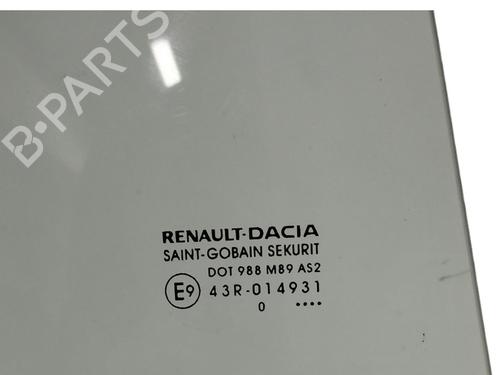 B-PARTS
RENAULT-DACIA
SAINT-GOBAIN SEKURIT
DOT 988 M89 AS2
E9 43R-014931
0 ....